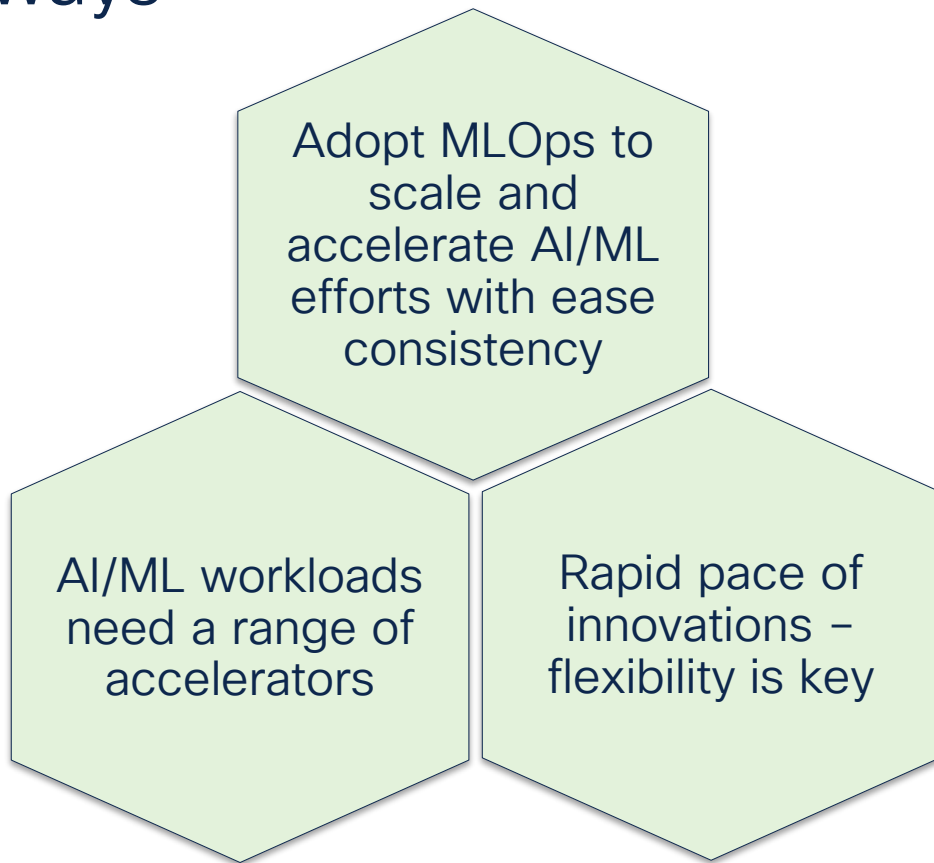 ways
Adopt MLOps to
scale and
accelerate AI/ML
efforts with ease
consistency
AI/ML workloads
need a range of
accelerators
Rapid pace of
innovations –
flexibility is key